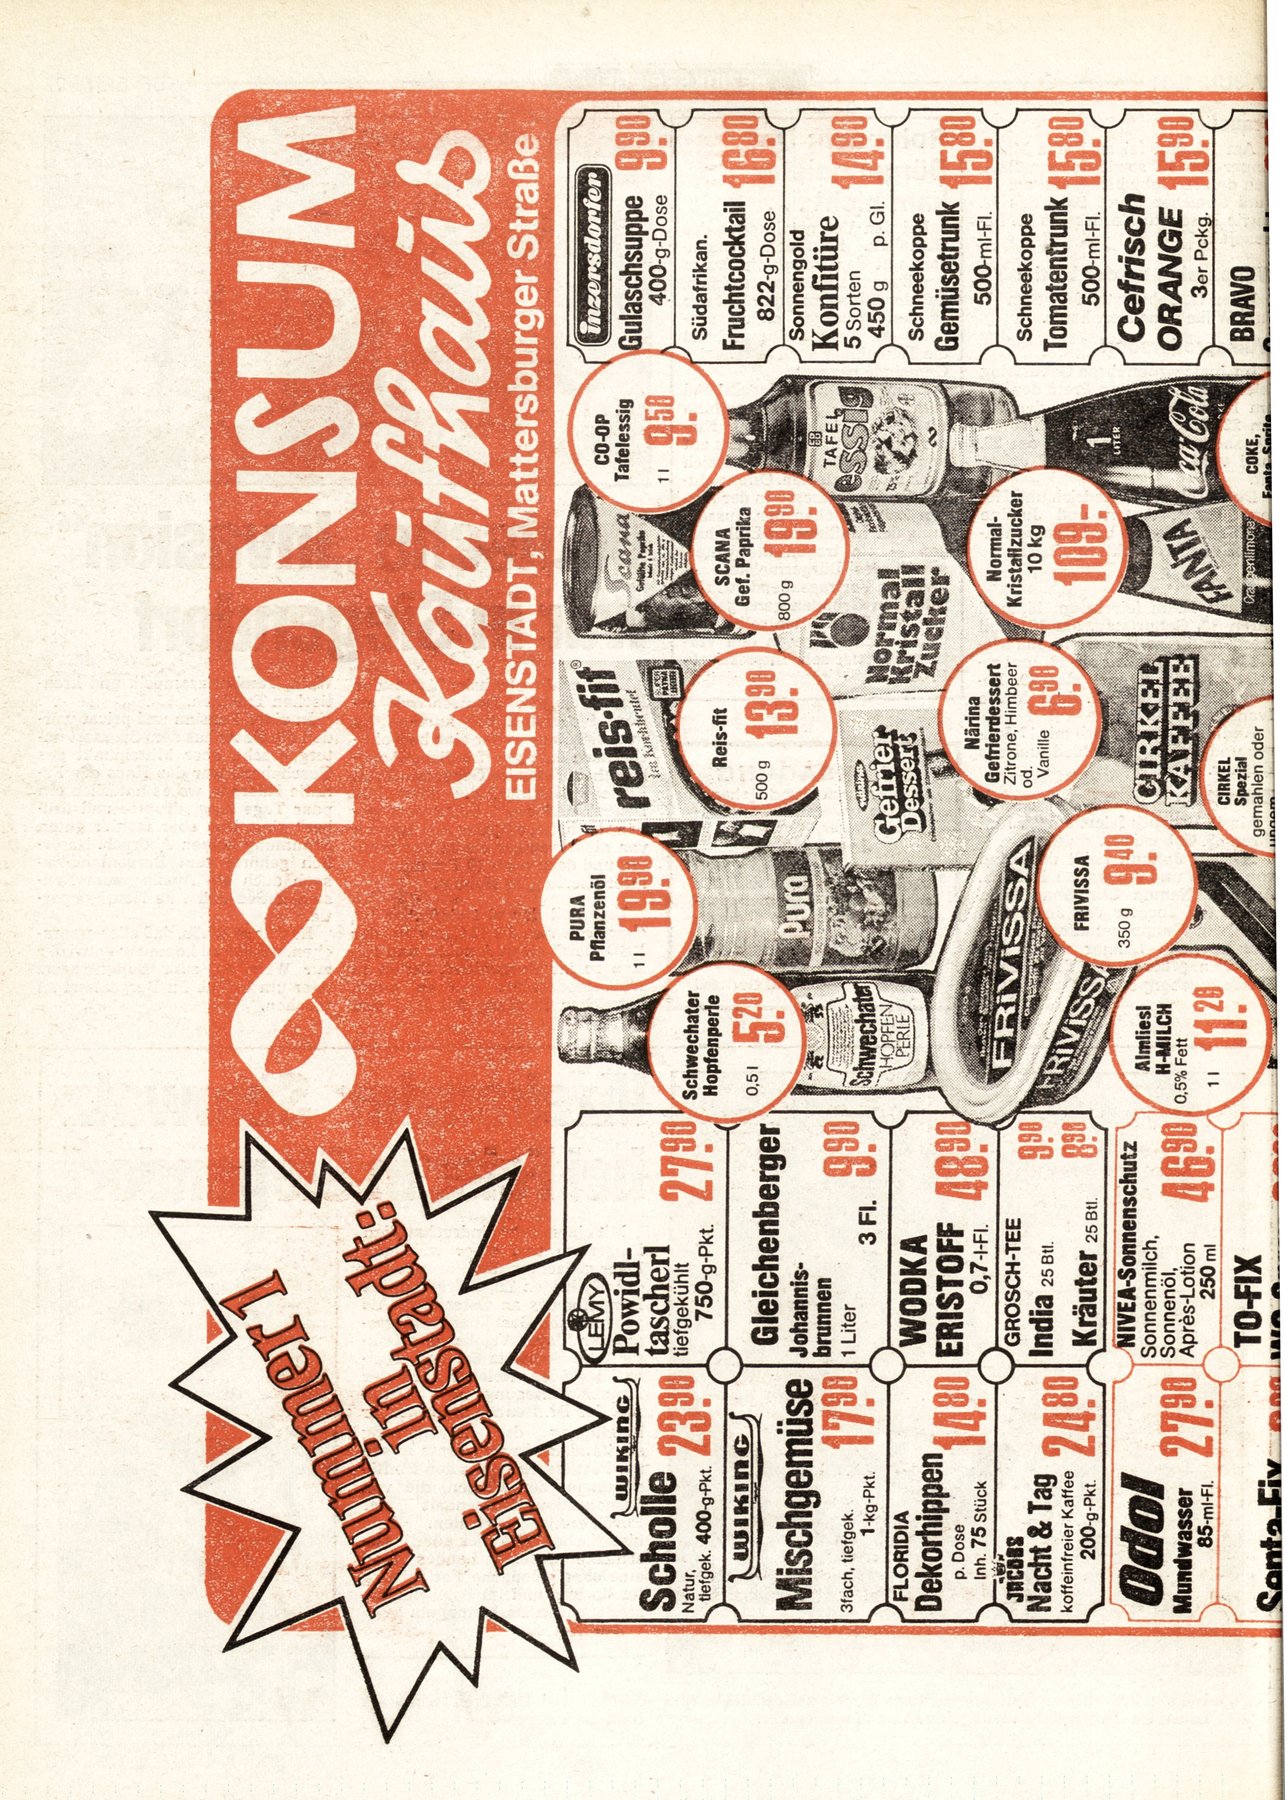 Nummer 1
in
Eisenstadt:
KONSUM
Kaufhaus
EISENSTADT, Mattersburger Straße
WIKING
Scholle 23.90
Natur,
tiefgek. 400-g-Pkt.
LEMY
Powidl-
tascherl
tiefgekühlt
750-g-Pkt. 27.90
WIKING
Mischgemüse
3fach, tiefgek.
1-kg-Pkt. 17.90
Gleichenberger
Johannis-
brunnen
1 Liter 3 Fl. 9.90
FLORIDIA
Dekorhippen
p. Dose
Inh. 75 Stück 14.80
WODKA
ERISTOFF
0,7-l-Fl. 48.90
JACOBS
Nacht & Tag
koffeinfreier Kaffee
200-g-Pkt. 24.80
GROSCH-TEE
India 25 Btl. 9.90
Kräuter 25 Btl. 8.90
Odol
Mundwasser
85-ml-Fl. 27.90
NIVEA-Sonnenschutz
Sonnenmilch,
Sonnenöl,
Après-Lotion
250 ml 46.90
TO-FIX
Schwechater
Hopfenperle
0,5 l 5.20
Schwechater
HOPFEN
PERLE
PURA
Pflanzenöl
1 l 19.90
Pura
reis-fit
im Kochbeutel
Reis-fit
500 g 13.90
Scana
SCANA
Gef. Paprika
800 g 19.90
CO-OP
Tafelessig
1 l 9.50
TAFEL
essig
Normal
Kristall
Zucker
Normal-
Kristallzucker
10 kg
109.-
Gefrier
Dessert
Närina
Gefrierdessert
Zitrone, Himbeer
od.
Vanille 6.90
FRIVISSA
FRIVISSA
FRIVISSA
350 g 9.40
Almliesl
H-MILCH
0,5% Fett
1 l 11.20
CIRKEL
KAFFEE
CIRKEL
Spezial
gemahlen oder
1
LITER
Coca-Cola
FANTA
COKE,
Inzersdorfer
Gulaschsuppe
400-g-Dose 9.90
Südafrikan.
Fruchtcocktail
822-g-Dose 16.80
Sonnengold
Konfitüre
5 Sorten
450 g p. Gl. 14.90
Schneekoppe
Gemüsetrunk
500-ml-Fl. 15.80
Schneekoppe
Tomatentrunk
500-ml-Fl. 15.80
Cefrisch
ORANGE
3er Pckg. 15.90
BRAVO